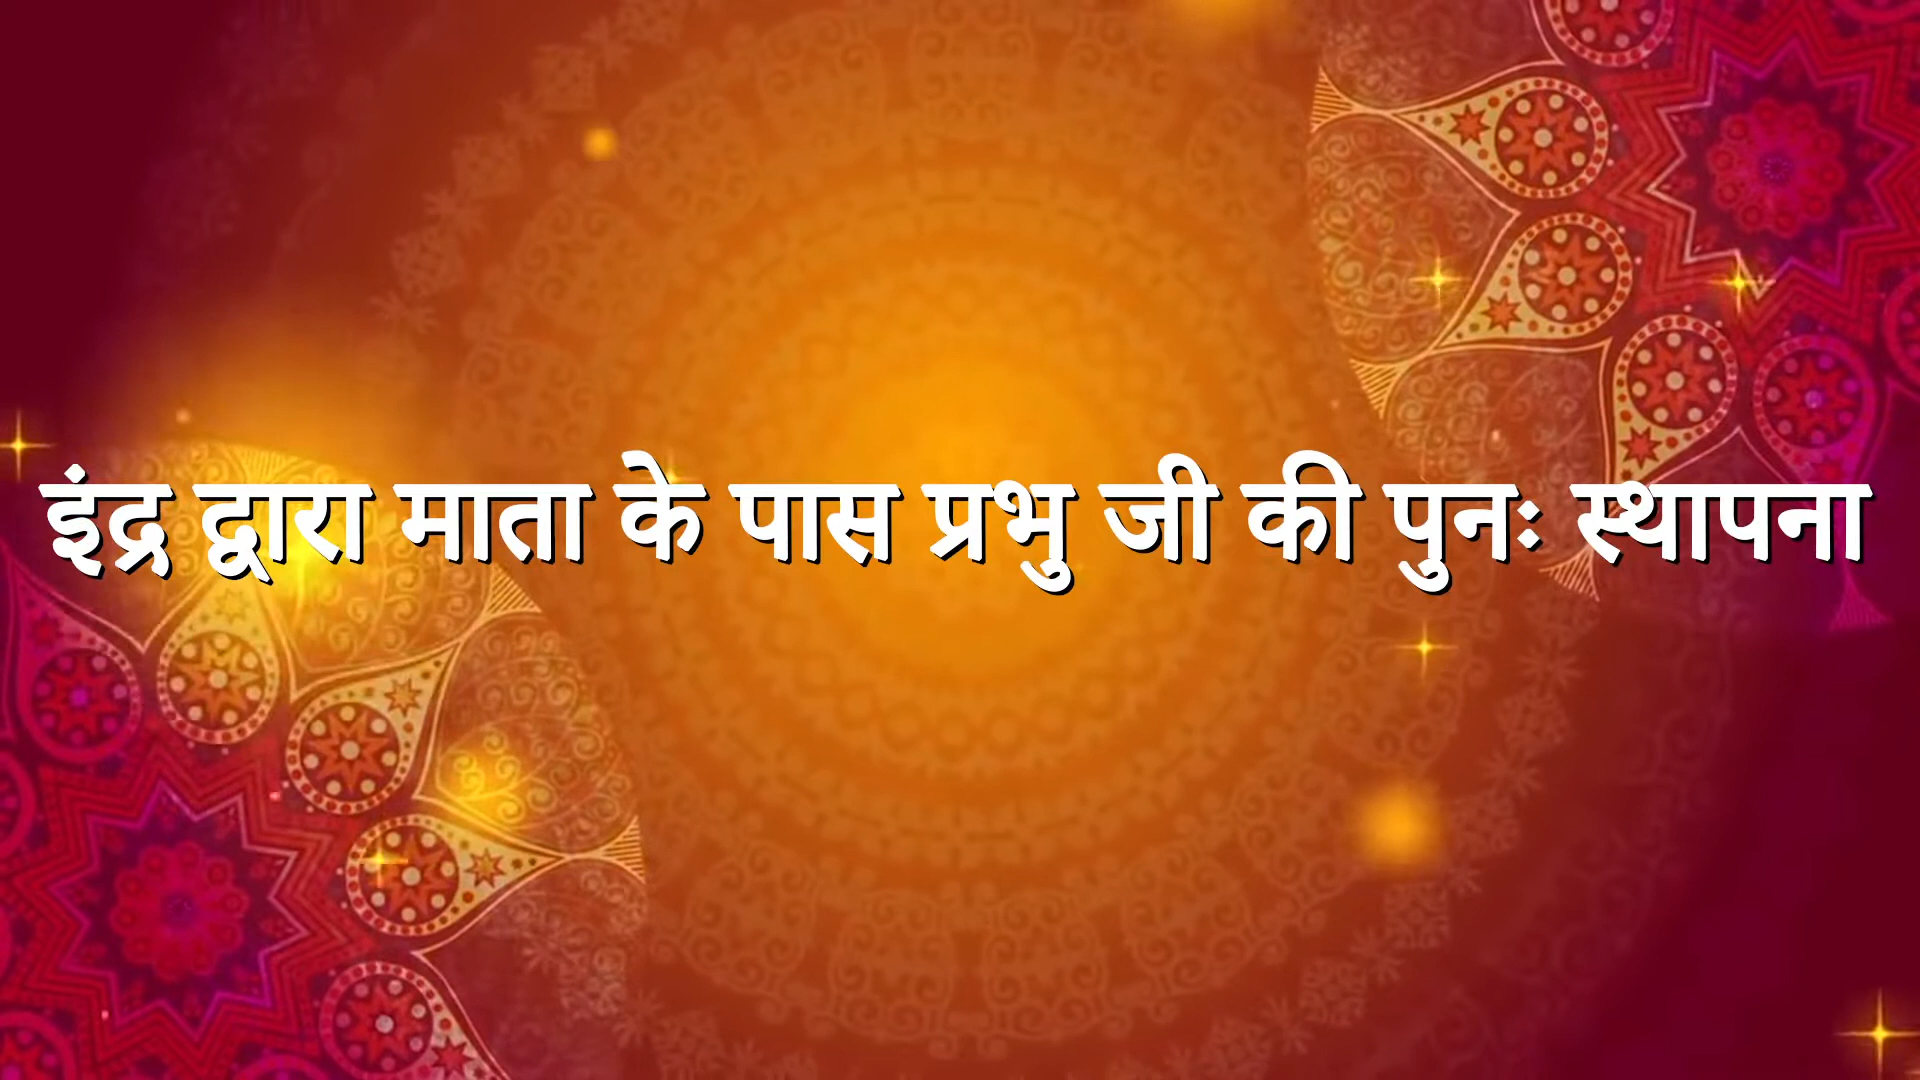 इंद्र द्वारा माता के पास प्रभु जी की पुनः स्थापना